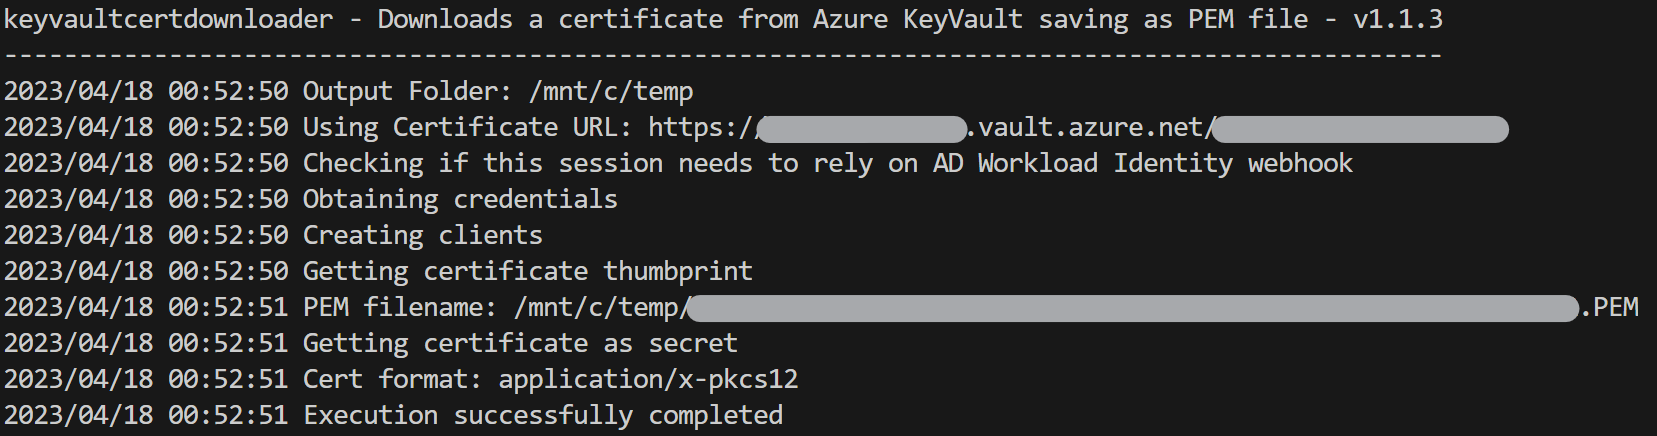 keyvaultcertdownloader - Downloads a certificate from Azure KeyVault saving as PEM file - v1.1.3
------------------------------------------------------------------------------------------------
2023/04/18 00:52:50 Output Folder: /mnt/c/temp
2023/04/18 00:52:50 Using Certificate URL: https://.vault.azure.net/
2023/04/18 00:52:50 Checking if this session needs to rely on AD Workload Identity webhook
2023/04/18 00:52:50 Obtaining credentials
2023/04/18 00:52:50 Creating clients
2023/04/18 00:52:50 Getting certificate thumbprint
2023/04/18 00:52:51 PEM filename: /mnt/c/temp/.PEM
2023/04/18 00:52:51 Getting certificate as secret
2023/04/18 00:52:51 Cert format: application/x-pkcs12
2023/04/18 00:52:51 Execution successfully completed